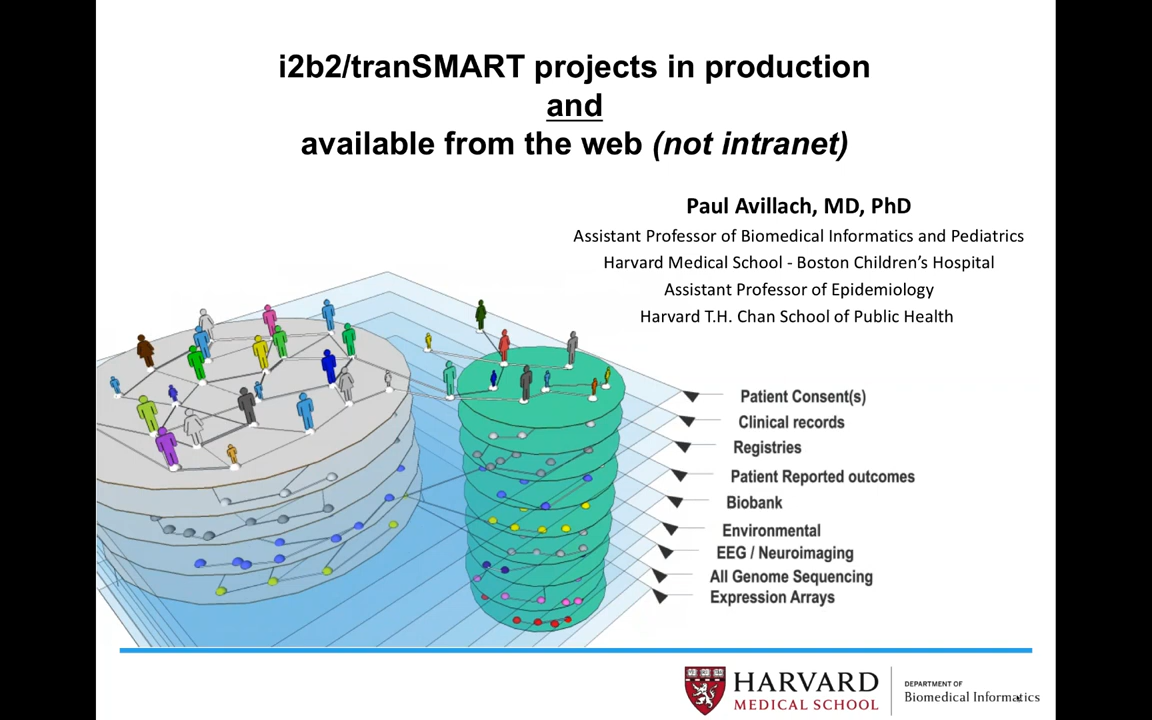 i2b2/tranSMART projects in production
and
available from the web (not intranet)
Paul Avillach, MD, PhD
Assistant Professor of Biomedical Informatics and Pediatrics
Harvard Medical School - Boston Children’s Hospital
Assistant Professor of Epidemiology
Harvard T.H. Chan School of Public Health
Patient Consent(s)
Clinical records
Registries
Patient Reported outcomes
Biobank
Environmental
EEG / Neuroimaging
All Genome Sequencing
Expression Arrays
HARVARD
MEDICAL SCHOOL
DEPARTMENT OF
Biomedical Informatics